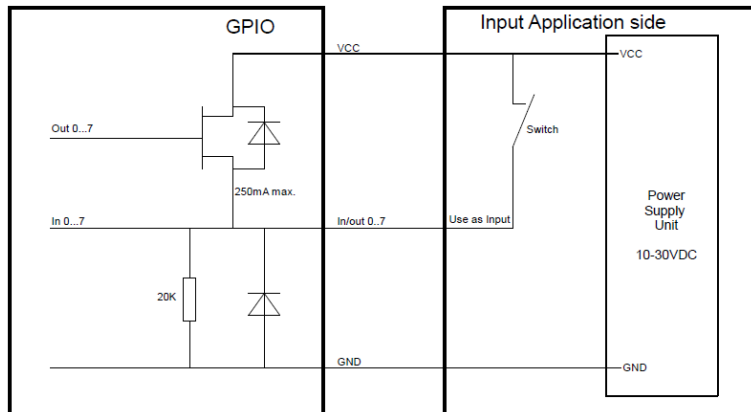 GPIO
Input Application side
VCC
VCC
Out 0...7
Switch
250mA max.
In 0...7
In/out 0..7
Use as Input
Power
Supply
Unit
10-30VDC
20K
GND
GND